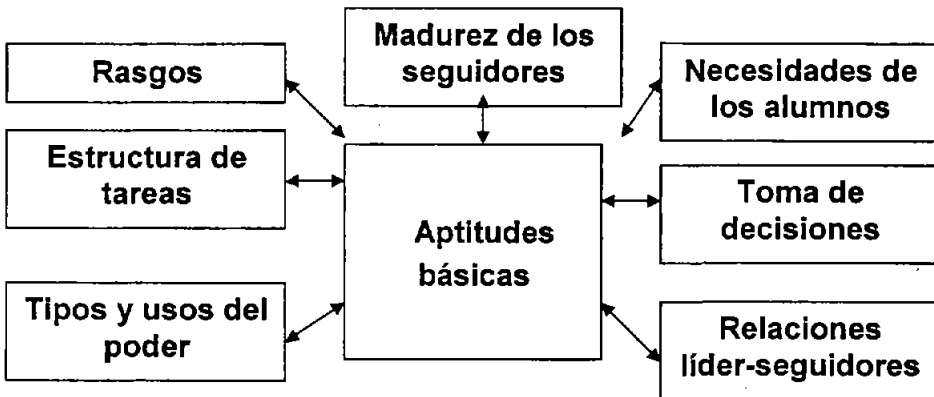 Rasgos
Madurez de los
seguidores
Necesidades de
los alumnos
Estructura de
tareas
Aptitudes
básicas
Toma de
decisiones
Tipos y usos del
poder
Relaciones
líder-seguidores